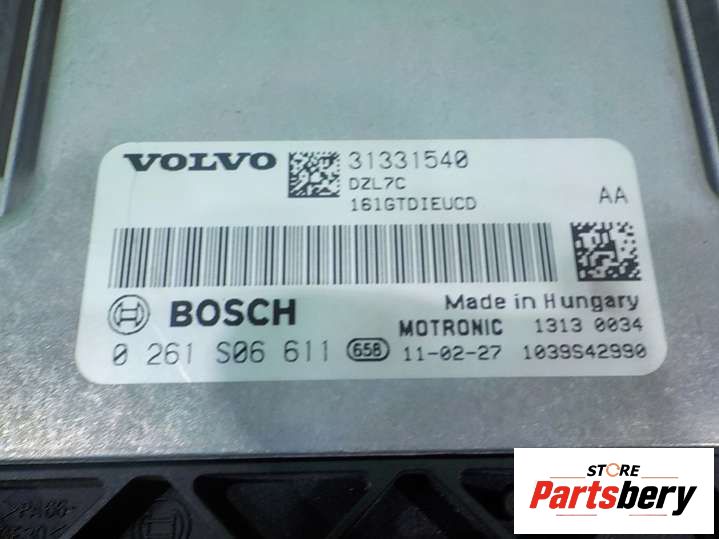 VOLVO 31331540
DZL7C
161GTDIEUCD AA
BOSCH Made in Hungary
MOTRONIC 1313 0034
0 261 S06 611 658 11-02-27 1039S42990
STORE
Partsbery